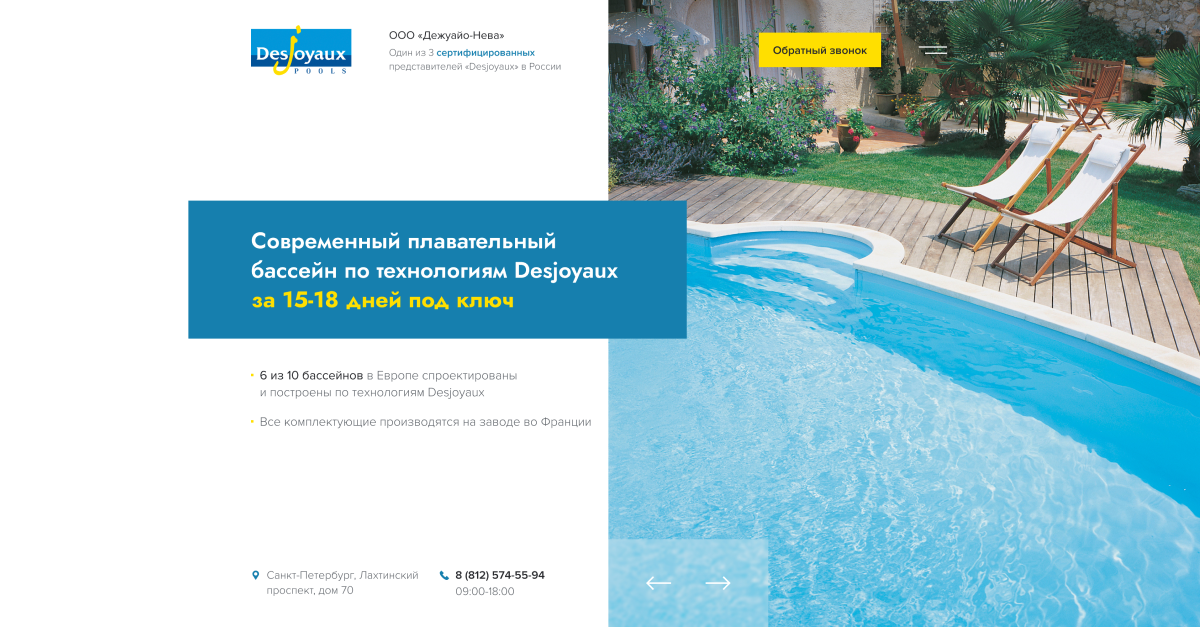 Desjoyaux
POOLS
ООО «Дежуайо-Нева»
Один из 3 сертифицированных
представителей «Desjoyaux» в России
Обратный звонок
Современный плавательный
бассейн по технологиям Desjoyaux
за 15-18 дней под ключ
6 из 10 бассейнов в Европе спроектированы
и построены по технологиям Desjoyaux
Все комплектующие производятся на заводе во Франции
Санкт-Петербург, Лахтинский
проспект, дом 70
8 (812) 574-55-94
09:00-18:00